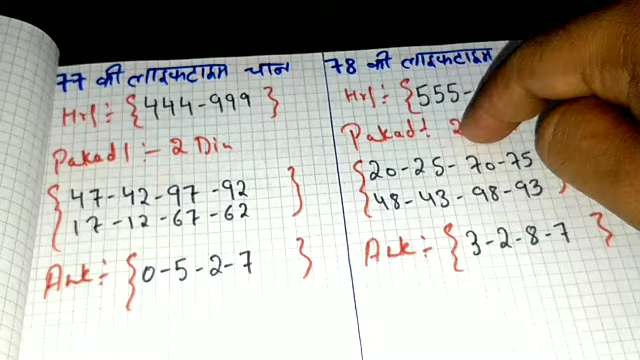 77 की लाइफटाइम चान
Hrf:- {444-999}
Pakad:- 2 Din
{47-42-97-92
17-12-67-62}
Ank:- {0-5-2-7}
78 की लाइफटाइम
Hrf: {555-
Pakad: 2
{20-25-70-75
48-43-98-93}
Ank:- {3-2-8-7}